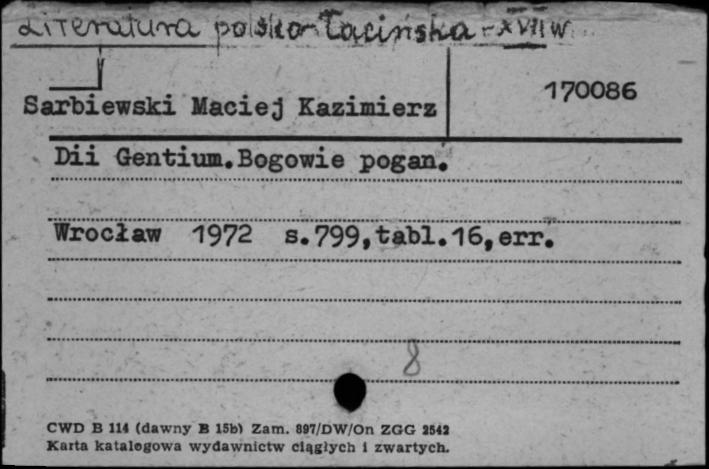 Literatura polsko-łacińska - XVII w
170086
Sarbiewski Maciej Kazimierz
Dii Gentium.Bogowie pogan.
Wrocław 1972 s.799,tabl.16,err.
8
CWD B 114 (dawny B 15b) Zam. 897/DW/On ZGG 2542
Karta katalogowa wydawnictw ciągłych i zwartych.